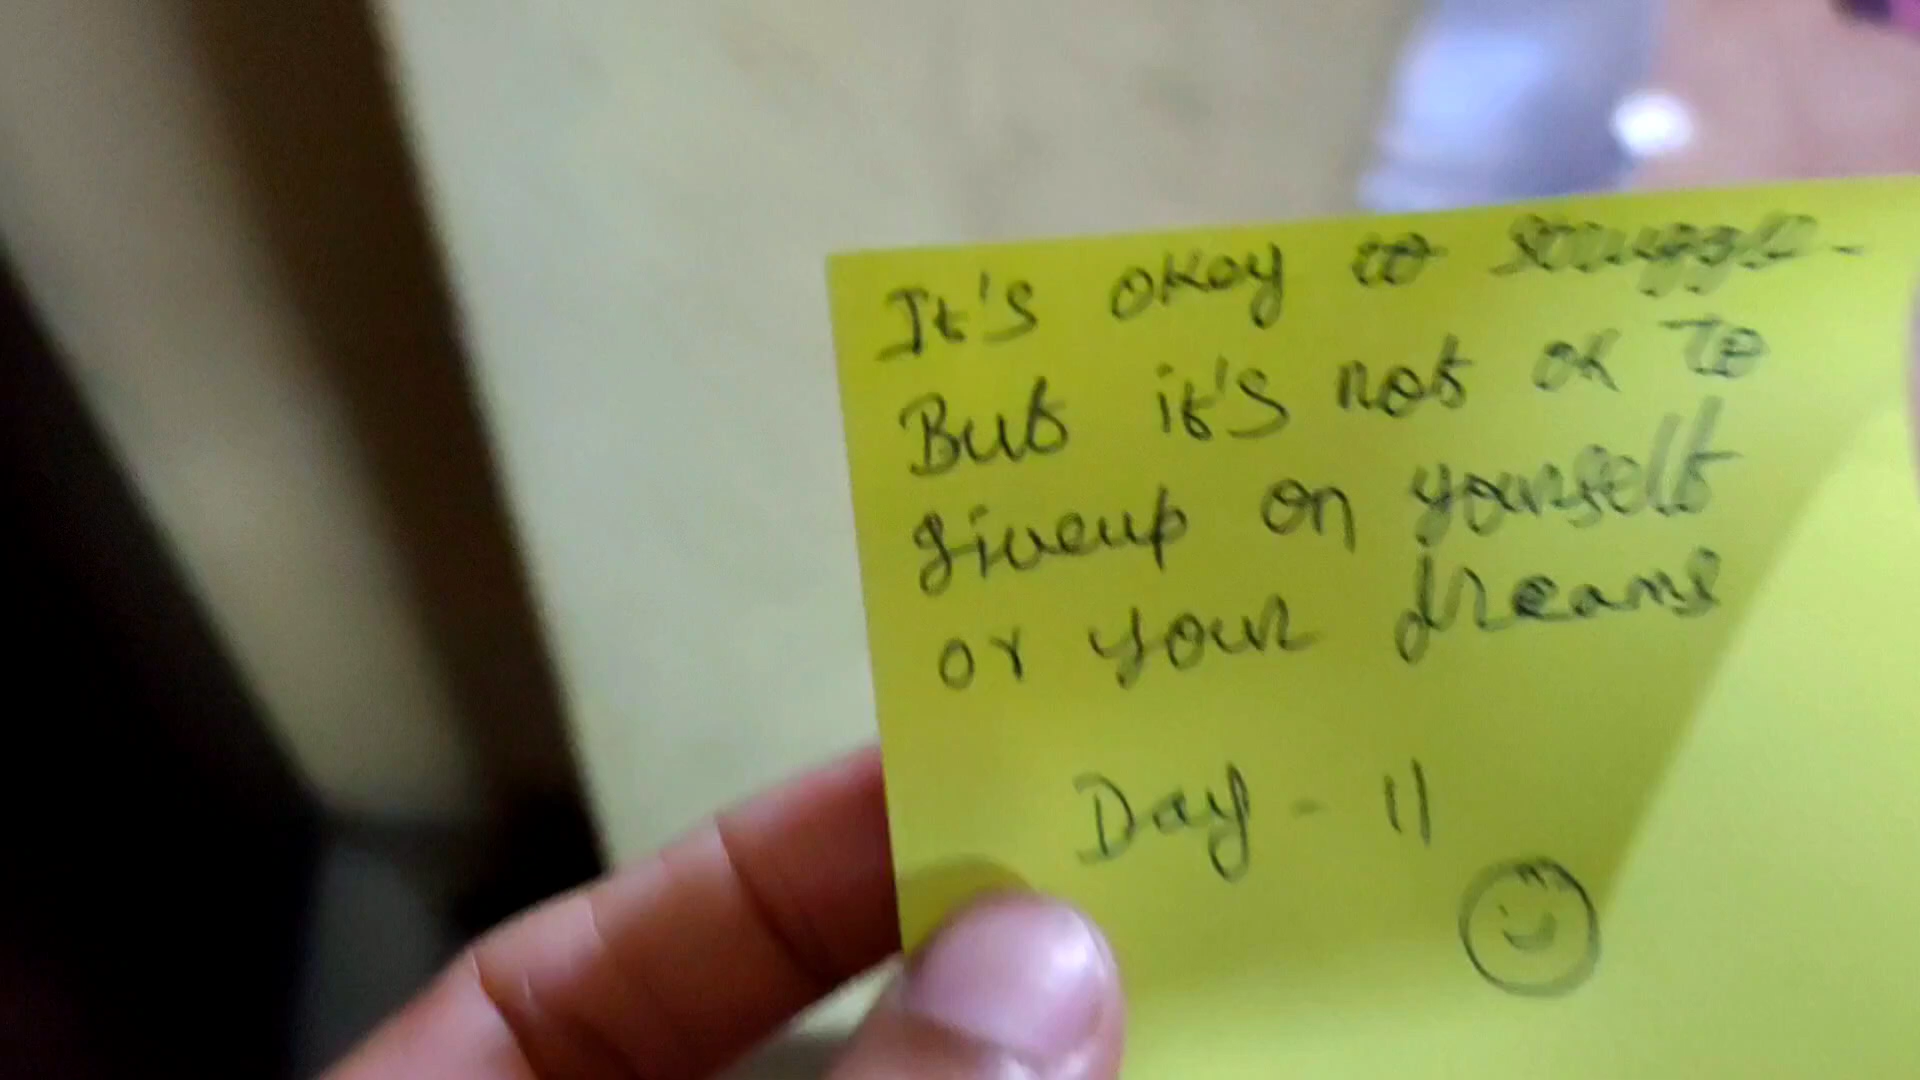 It's okay to struggle.
But it's not ok to
giveup on yourself
or your dreams
Day - 11